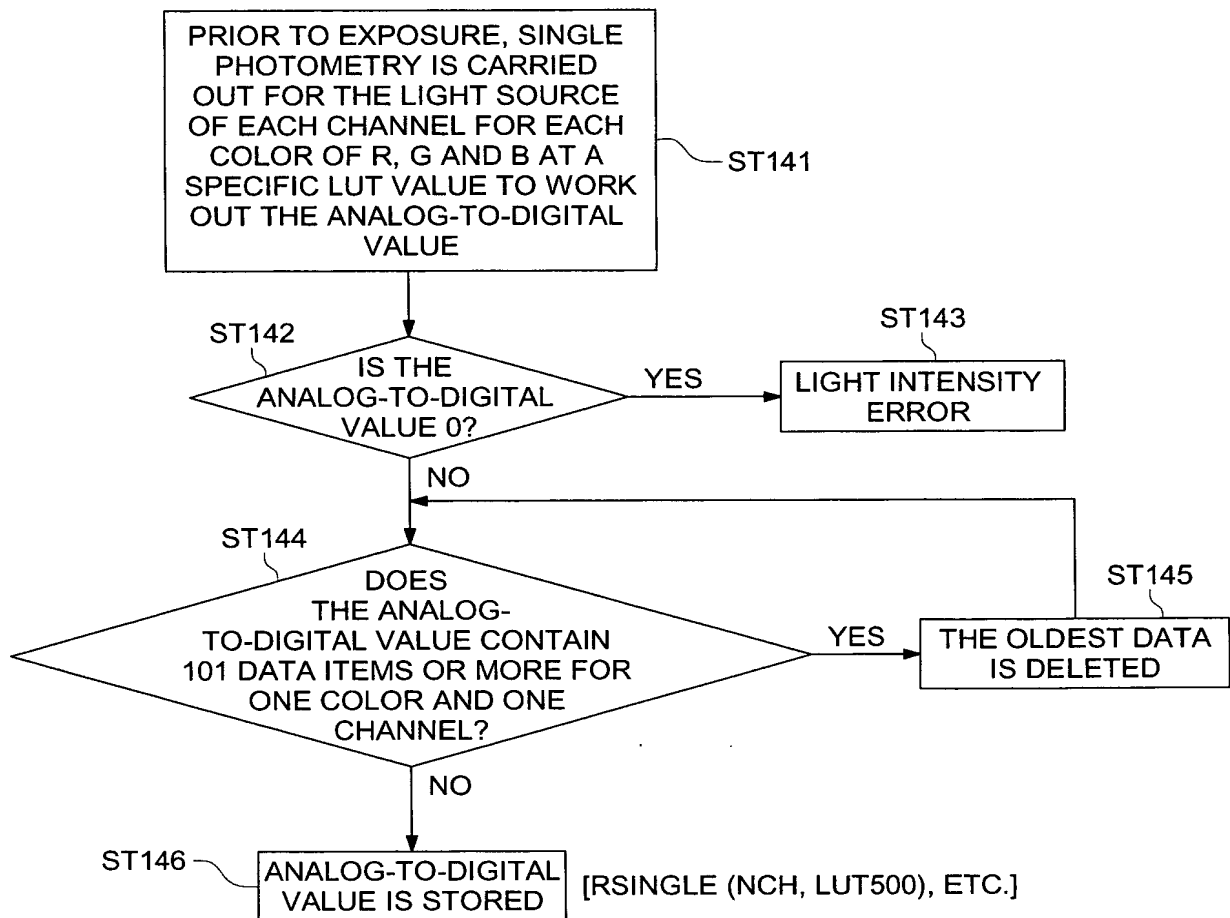 PRIOR TO EXPOSURE, SINGLE
PHOTOMETRY IS CARRIED
OUT FOR THE LIGHT SOURCE
OF EACH CHANNEL FOR EACH
COLOR OF R, G AND B AT A
SPECIFIC LUT VALUE TO WORK
OUT THE ANALOG-TO-DIGITAL
VALUE
ST141
ST142
IS THE
ANALOG-TO-DIGITAL
VALUE 0?
YES
ST143
LIGHT INTENSITY
ERROR
NO
ST144
DOES
THE ANALOG-
TO-DIGITAL VALUE CONTAIN
101 DATA ITEMS OR MORE FOR
ONE COLOR AND ONE
CHANNEL?
YES
ST145
THE OLDEST DATA
IS DELETED
NO
ST146
ANALOG-TO-DIGITAL
VALUE IS STORED
[RSINGLE (NCH, LUT500), ETC.]